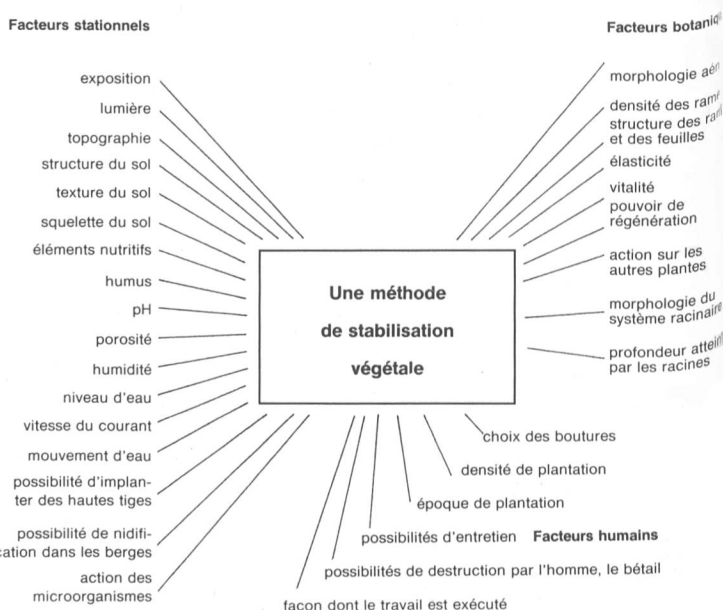 Facteurs stationnels
exposition
lumière
topographie
structure du sol
texture du sol
squelette du sol
éléments nutritifs
humus
pH
porosité
humidité
niveau d'eau
vitesse du courant
mouvement d'eau
possibilité d'implan-
ter des hautes tiges
possibilité de nidifi-
cation dans les berges
action des
microorganismes
Une méthode
de stabilisation
végétale
Facteurs
morphologie
densité des
structure des
et des feuilles
élasticité
vitalité
pouvoir de
régénération
action sur les
autres plantes
morphologie du
système racinaire
profondeur
par les racines
choix des boutures
densité de plantation
époque de plantation
possibilités d'entretien Facteurs humains
possibilités de destruction par l'homme, le bétail
façon dont le travail est exécuté